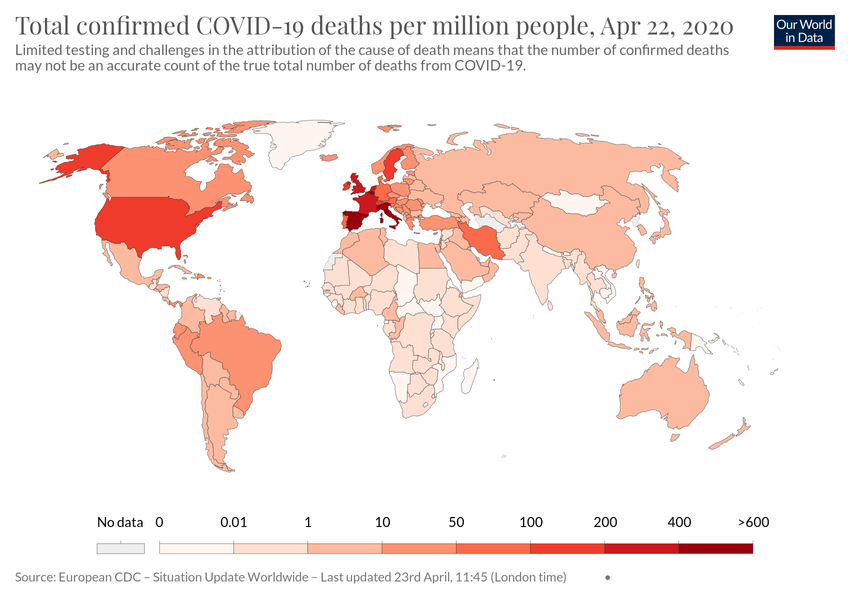 Total confirmed COVID-19 deaths per million people, Apr 22, 2020
Our World
in Data
Limited testing and challenges in the attribution of the cause of death means that the number of confirmed deaths
may not be an accurate count of the true total number of deaths from COVID-19.
No data 0 0.01 1 10 50 100 200 400 >600
Source: European CDC – Situation Update Worldwide – Last updated 23rd April, 11:45 (London time) •